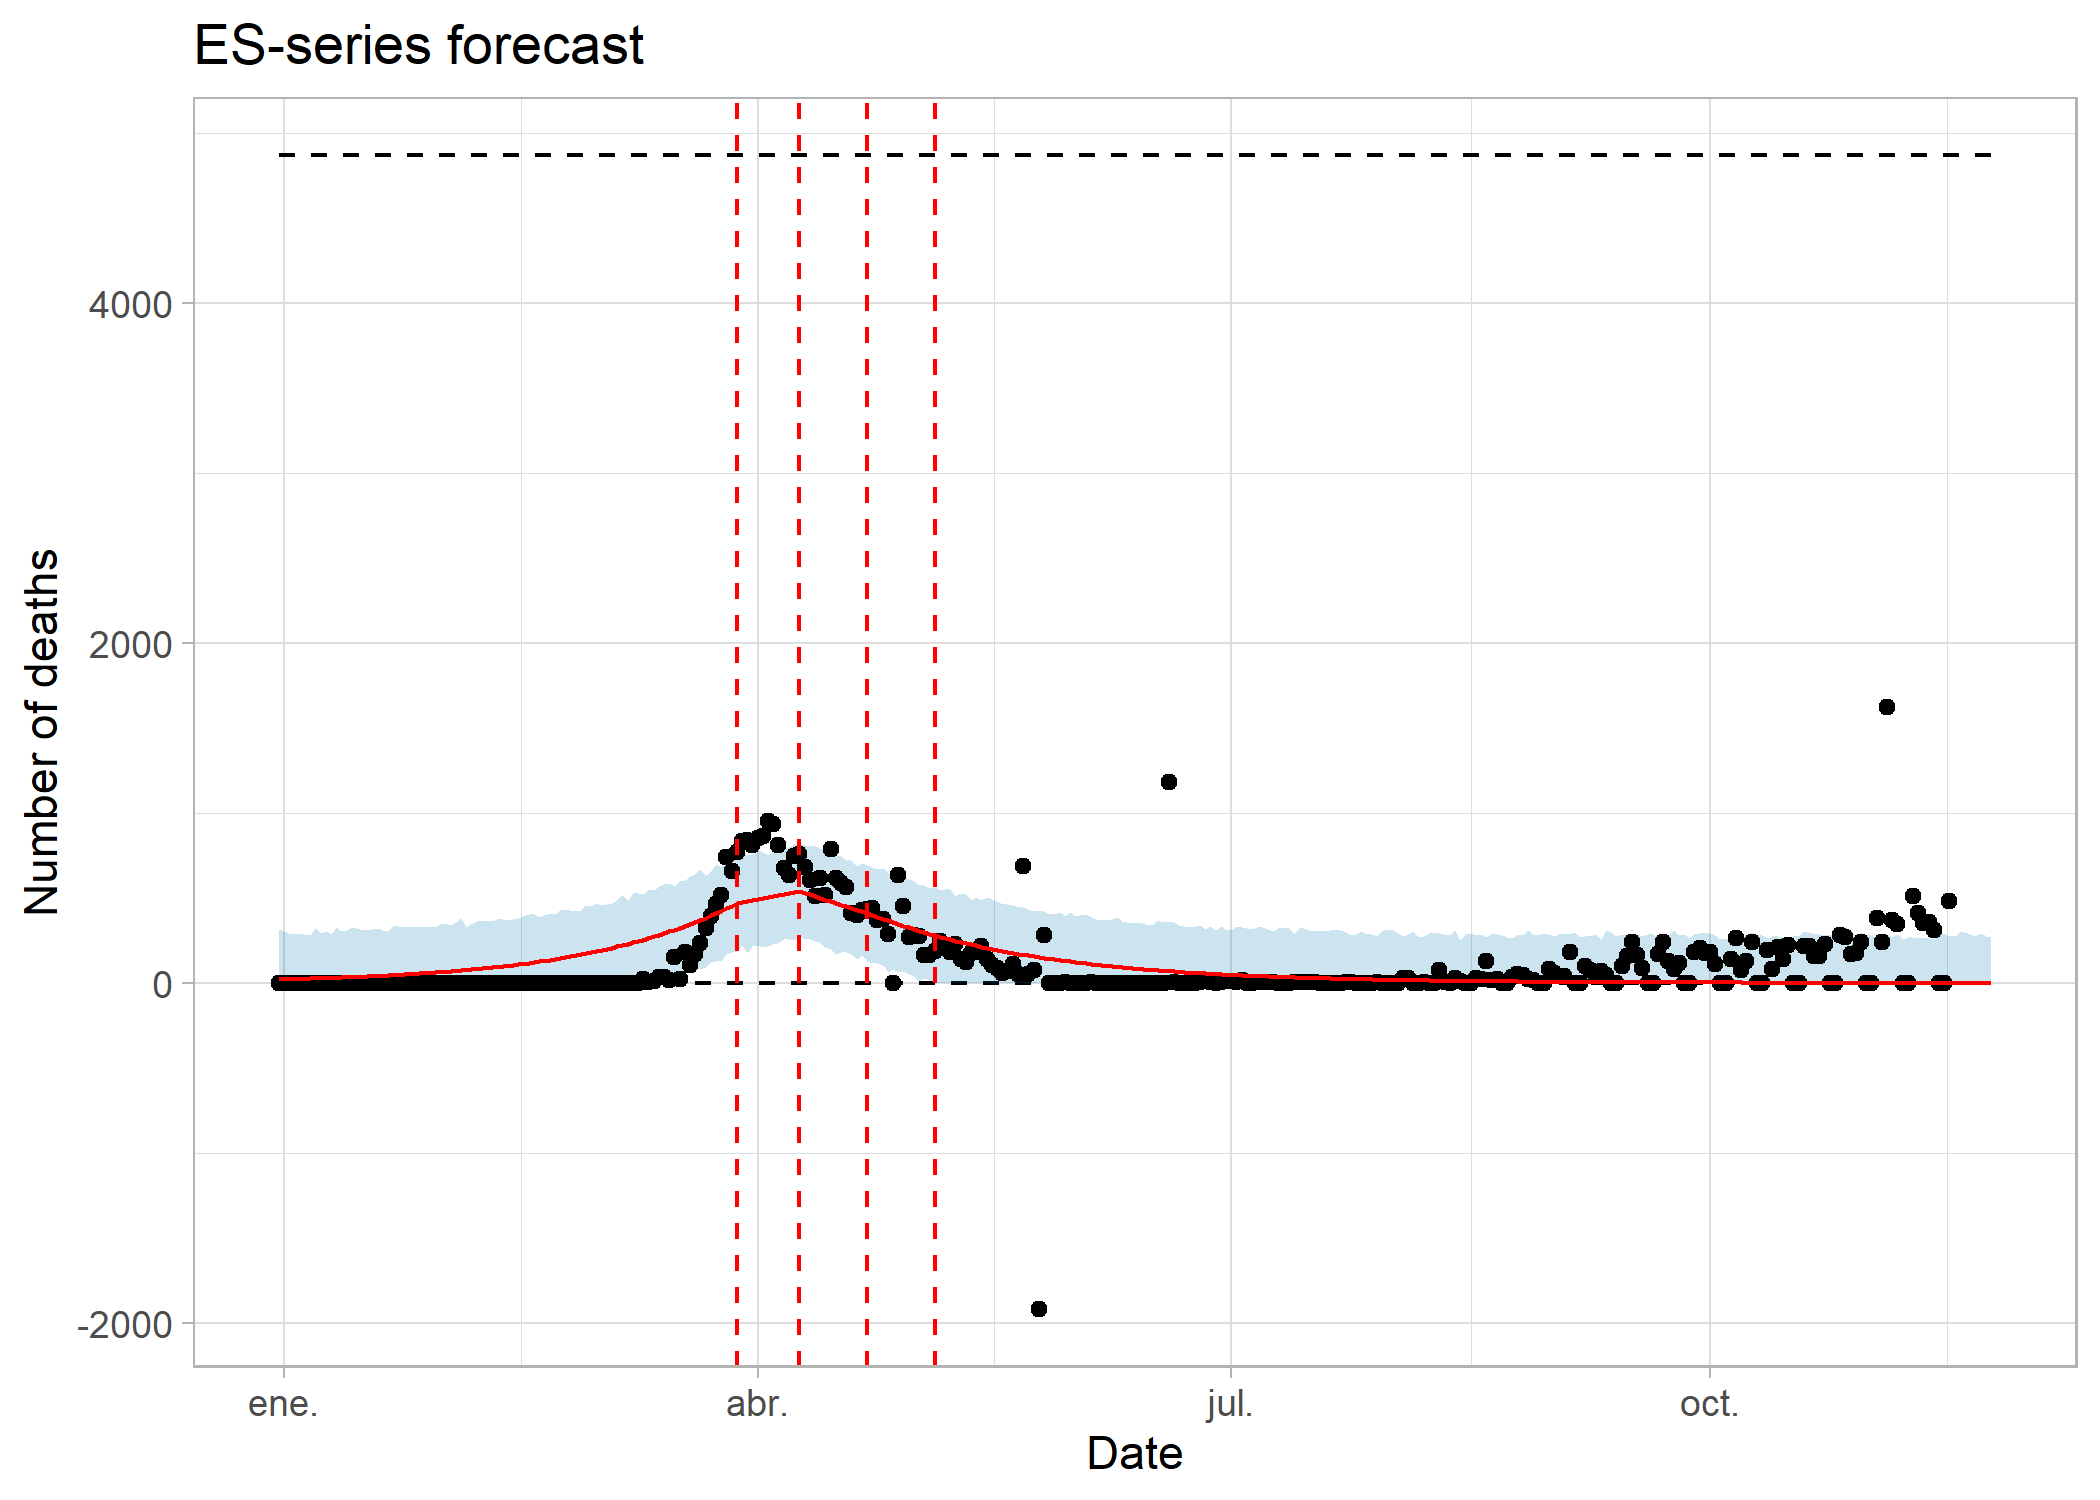 ES-series forecast
Number of deaths
4000
2000
0
-2000
ene.
abr.
jul.
oct.
Date